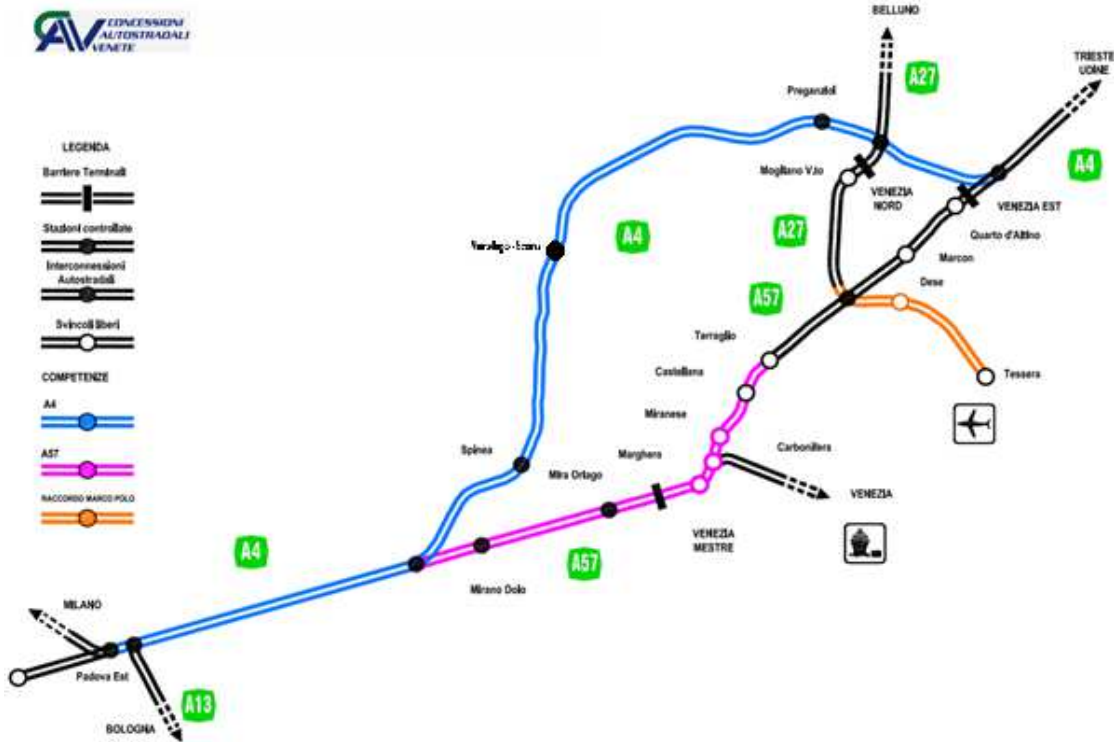 CAV CONCESSIONI
AUTOSTRADALI
VENETE
BELLUNO
TRIESTE
UDINE
A27
Preganziol
A4
LEGENDA
Barriere Terminali
Mogliano V.to
VENEZIA
NORD
VENEZIA EST
Stazioni controllate
A4
A27
Quarto d'Altino
Interconnessioni
Autostradali
Marcon
Dese
A57
Svincoli liberi
Terraglio
Castellana
Tessera
COMPETENZE
A4
Miranese
Carbonifera
Marghera
Spinea
A57
Mira Oriago
VENEZIA
RACCORDO MARCO POLO
VENEZIA
MESTRE
A4
A57
Mirano Dolo
MILANO
Padova Est
A13
BOLOGNA